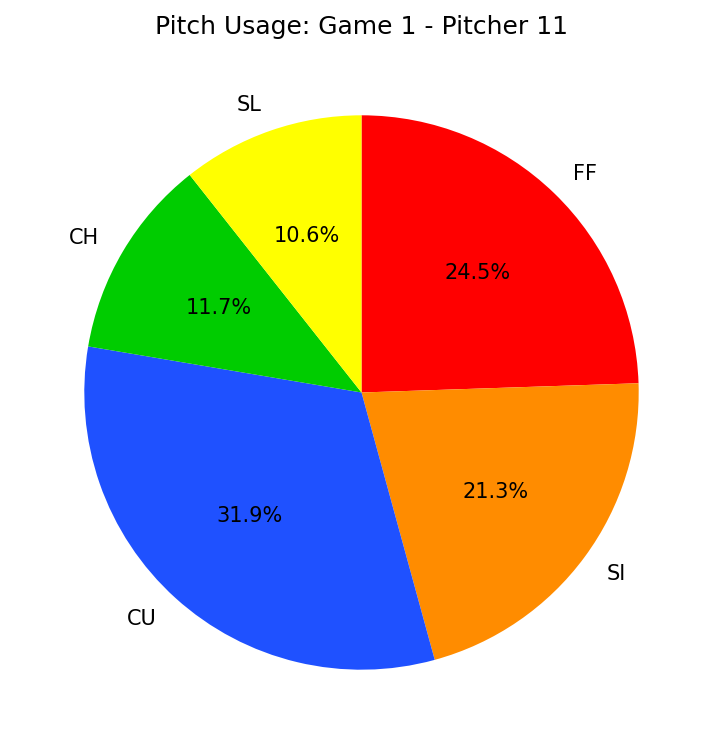 Pitch Usage: Game 1 - Pitcher 11
SL
FF
CH
10.6%
24.5%
11.7%
31.9%
21.3%
SI
CU